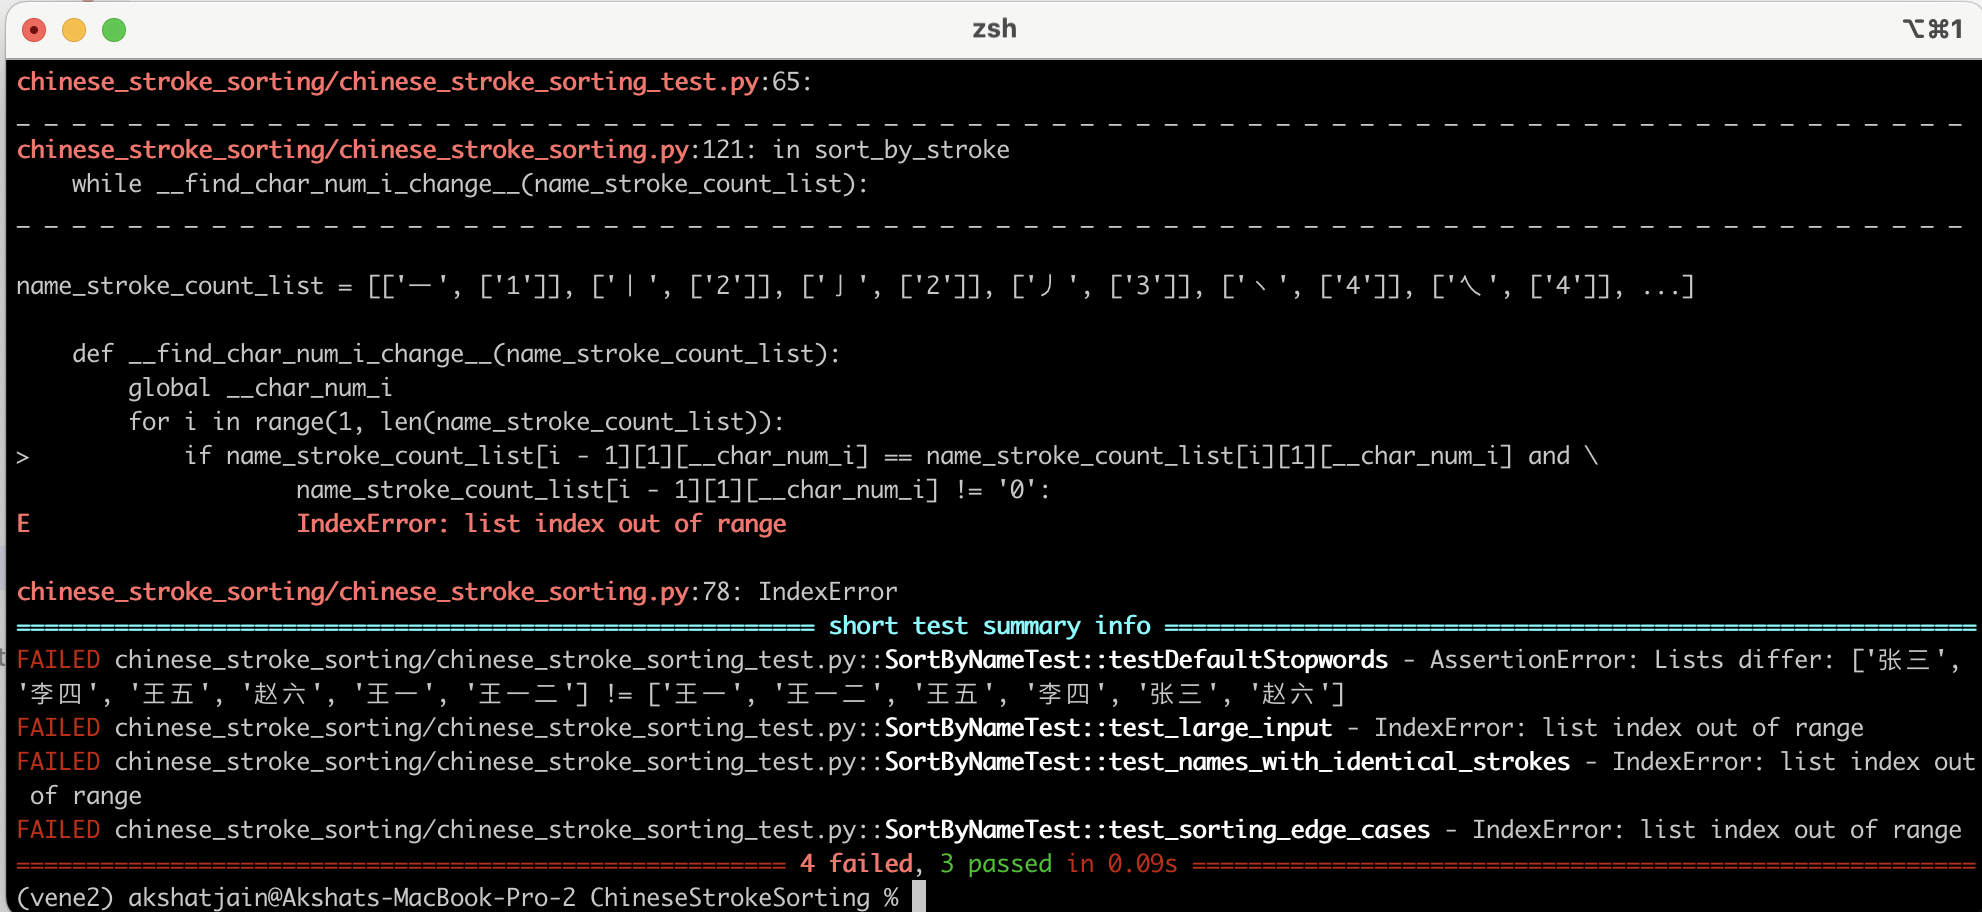 zsh
⌥⌘1
chinese_stroke_sorting/chinese_stroke_sorting_test.py:65:
_ _ _ _ _ _ _ _ _ _ _ _ _ _ _ _ _ _ _ _ _ _ _ _ _ _ _ _ _ _ _ _ _ _ _ _ _ _ _ _ _ _ _ _ _ _ _ _ _ _ _ _ _ _ _ _ _ _ _ _ _ _ _ _ _ _ _ _ _ _
chinese_stroke_sorting/chinese_stroke_sorting.py:121: in sort_by_stroke
    while __find_char_num_i_change__(name_stroke_count_list):
_ _ _ _ _ _ _ _ _ _ _ _ _ _ _ _ _ _ _ _ _ _ _ _ _ _ _ _ _ _ _ _ _ _ _ _ _ _ _ _ _ _ _ _ _ _ _ _ _ _ _ _ _ _ _ _ _ _ _ _ _ _ _ _ _ _ _ _ _ _
name_stroke_count_list = [['一', ['1']], ['丨', ['2']], ['亅', ['2']], ['丿', ['3']], ['丶', ['4']], ['乀', ['4']], ...]
    def __find_char_num_i_change__(name_stroke_count_list):
        global __char_num_i
        for i in range(1, len(name_stroke_count_list)):
>           if name_stroke_count_list[i - 1][1][__char_num_i] == name_stroke_count_list[i][1][__char_num_i] and \
                    name_stroke_count_list[i - 1][1][__char_num_i] != '0':
E                   IndexError: list index out of range
chinese_stroke_sorting/chinese_stroke_sorting.py:78: IndexError
========================================================= short test summary info ==========================================================
FAILED chinese_stroke_sorting/chinese_stroke_sorting_test.py::SortByNameTest::testDefaultStopwords - AssertionError: Lists differ: ['张三',
'李四', '王五', '赵六', '王一', '王一二'] != ['王一', '王一二', '王五', '李四', '张三', '赵六']
FAILED chinese_stroke_sorting/chinese_stroke_sorting_test.py::SortByNameTest::test_large_input - IndexError: list index out of range
FAILED chinese_stroke_sorting/chinese_stroke_sorting_test.py::SortByNameTest::test_names_with_identical_strokes - IndexError: list index out
 of range
FAILED chinese_stroke_sorting/chinese_stroke_sorting_test.py::SortByNameTest::test_sorting_edge_cases - IndexError: list index out of range
======================================================= 4 failed, 3 passed in 0.09s ========================================================
(vene2) akshatjain@Akshats-MacBook-Pro-2 ChineseStrokeSorting %